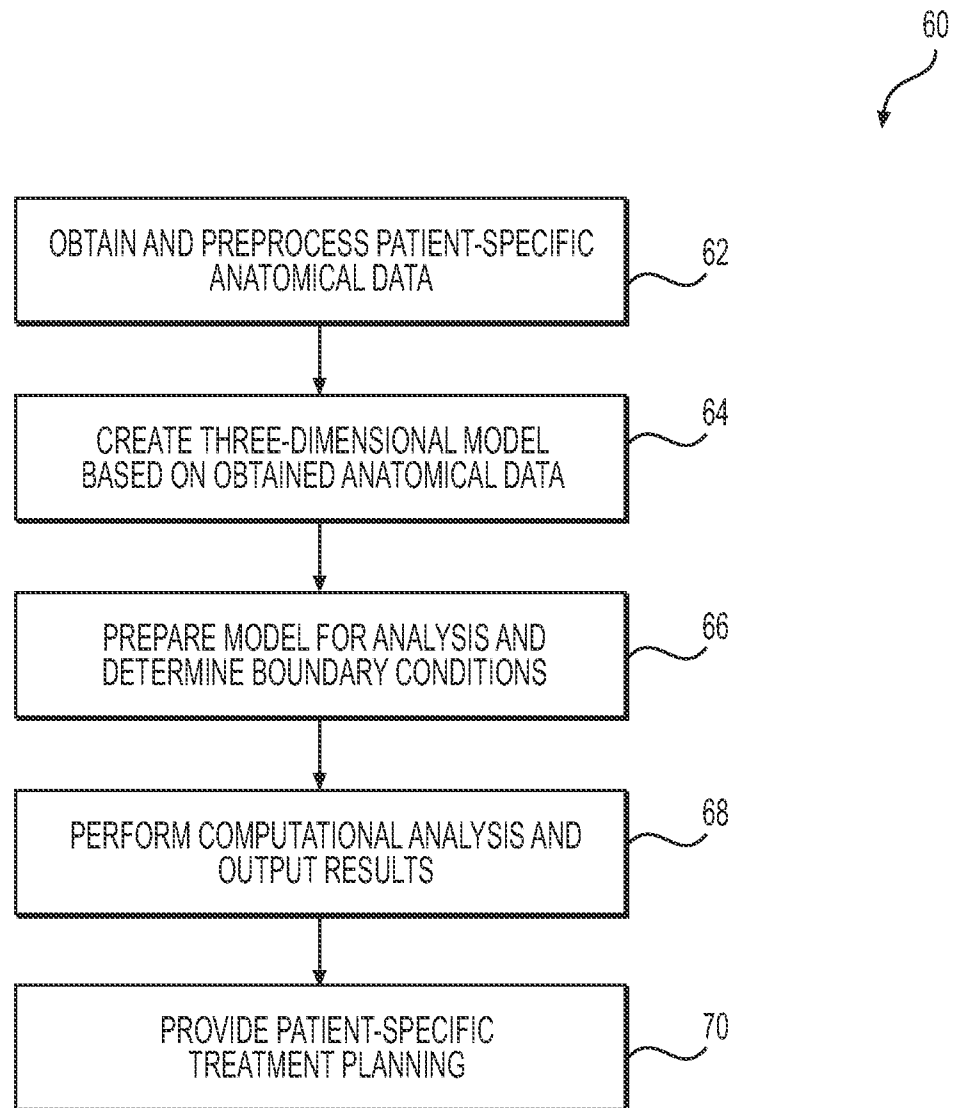 60
OBTAIN AND PREPROCESS PATIENT-SPECIFIC
ANATOMICAL DATA
62
CREATE THREE-DIMENSIONAL MODEL
BASED ON OBTAINED ANATOMICAL DATA
64
PREPARE MODEL FOR ANALYSIS AND
DETERMINE BOUNDARY CONDITIONS
66
PERFORM COMPUTATIONAL ANALYSIS AND
OUTPUT RESULTS
68
PROVIDE PATIENT-SPECIFIC
TREATMENT PLANNING
70